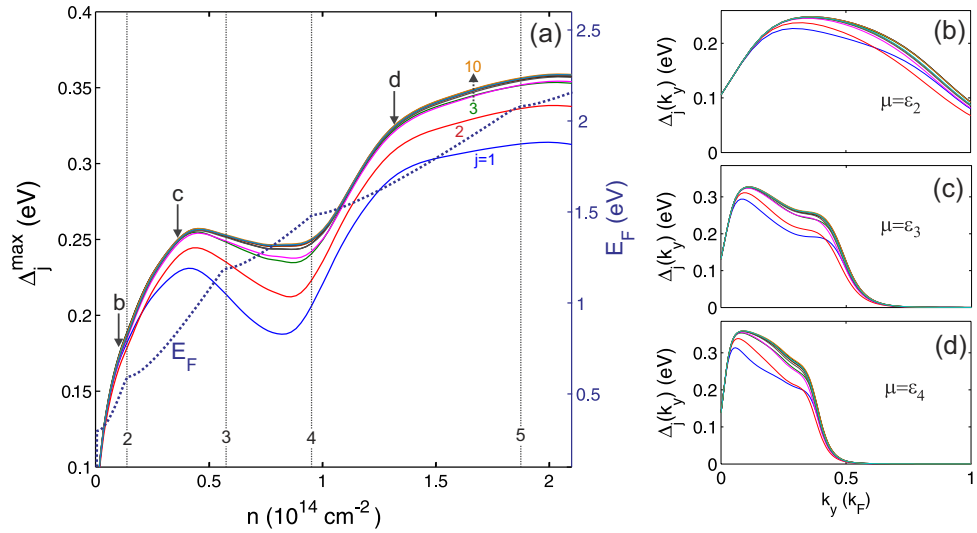 (a)
Δ_j^max (eV)
0.4
0.35
0.3
0.25
0.2
0.15
0.1
b
c
d
10
3
2
j=1
E_F
2
3
4
5
0
0.5
1
1.5
2
n (10^14 cm^-2)
2.5
2
1.5
1
0.5
E_F (eV)
(b)
Δ_j(k_y) (eV)
0.2
0.1
0
μ=ε_2
(c)
Δ_j(k_y) (eV)
0.3
0.2
0.1
0
μ=ε_3
(d)
Δ_j(k_y) (eV)
0.3
0.2
0.1
0
μ=ε_4
0
0.5
1
k_y (k_F)